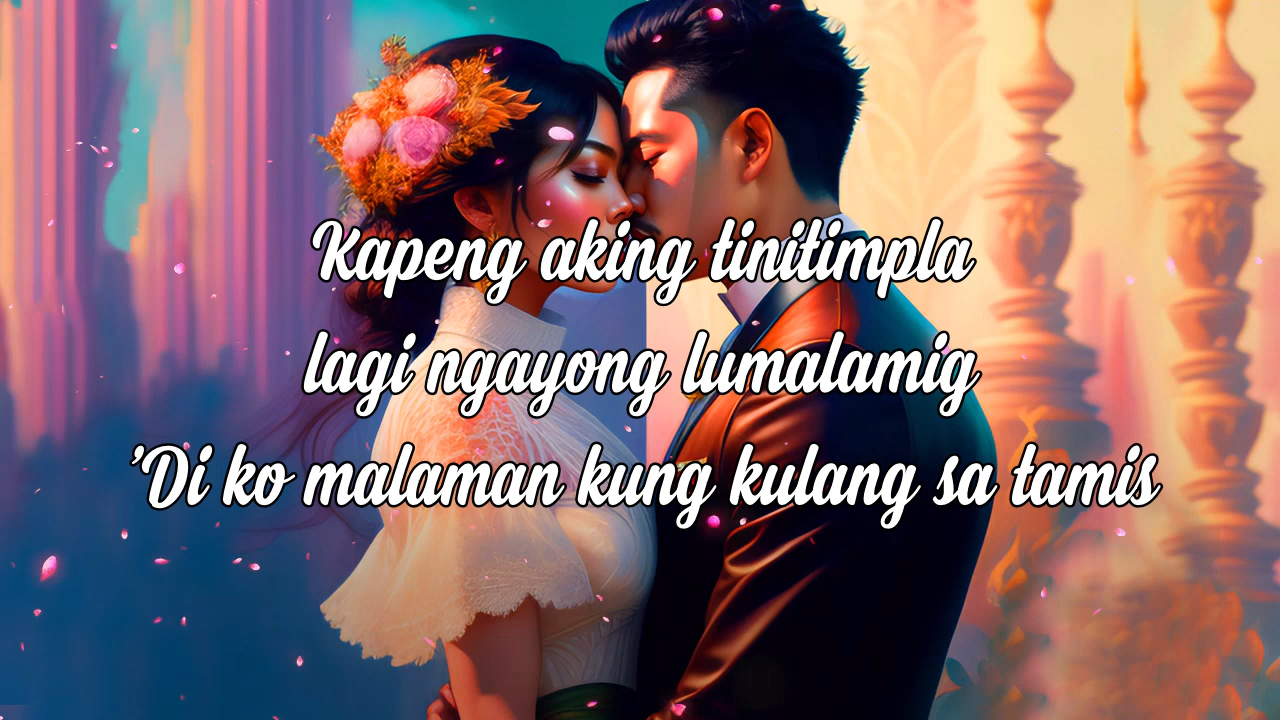 Kapeng aking tinitimpla
lagi ngayong lumalamig
'Di ko malaman kung kulang sa tamis